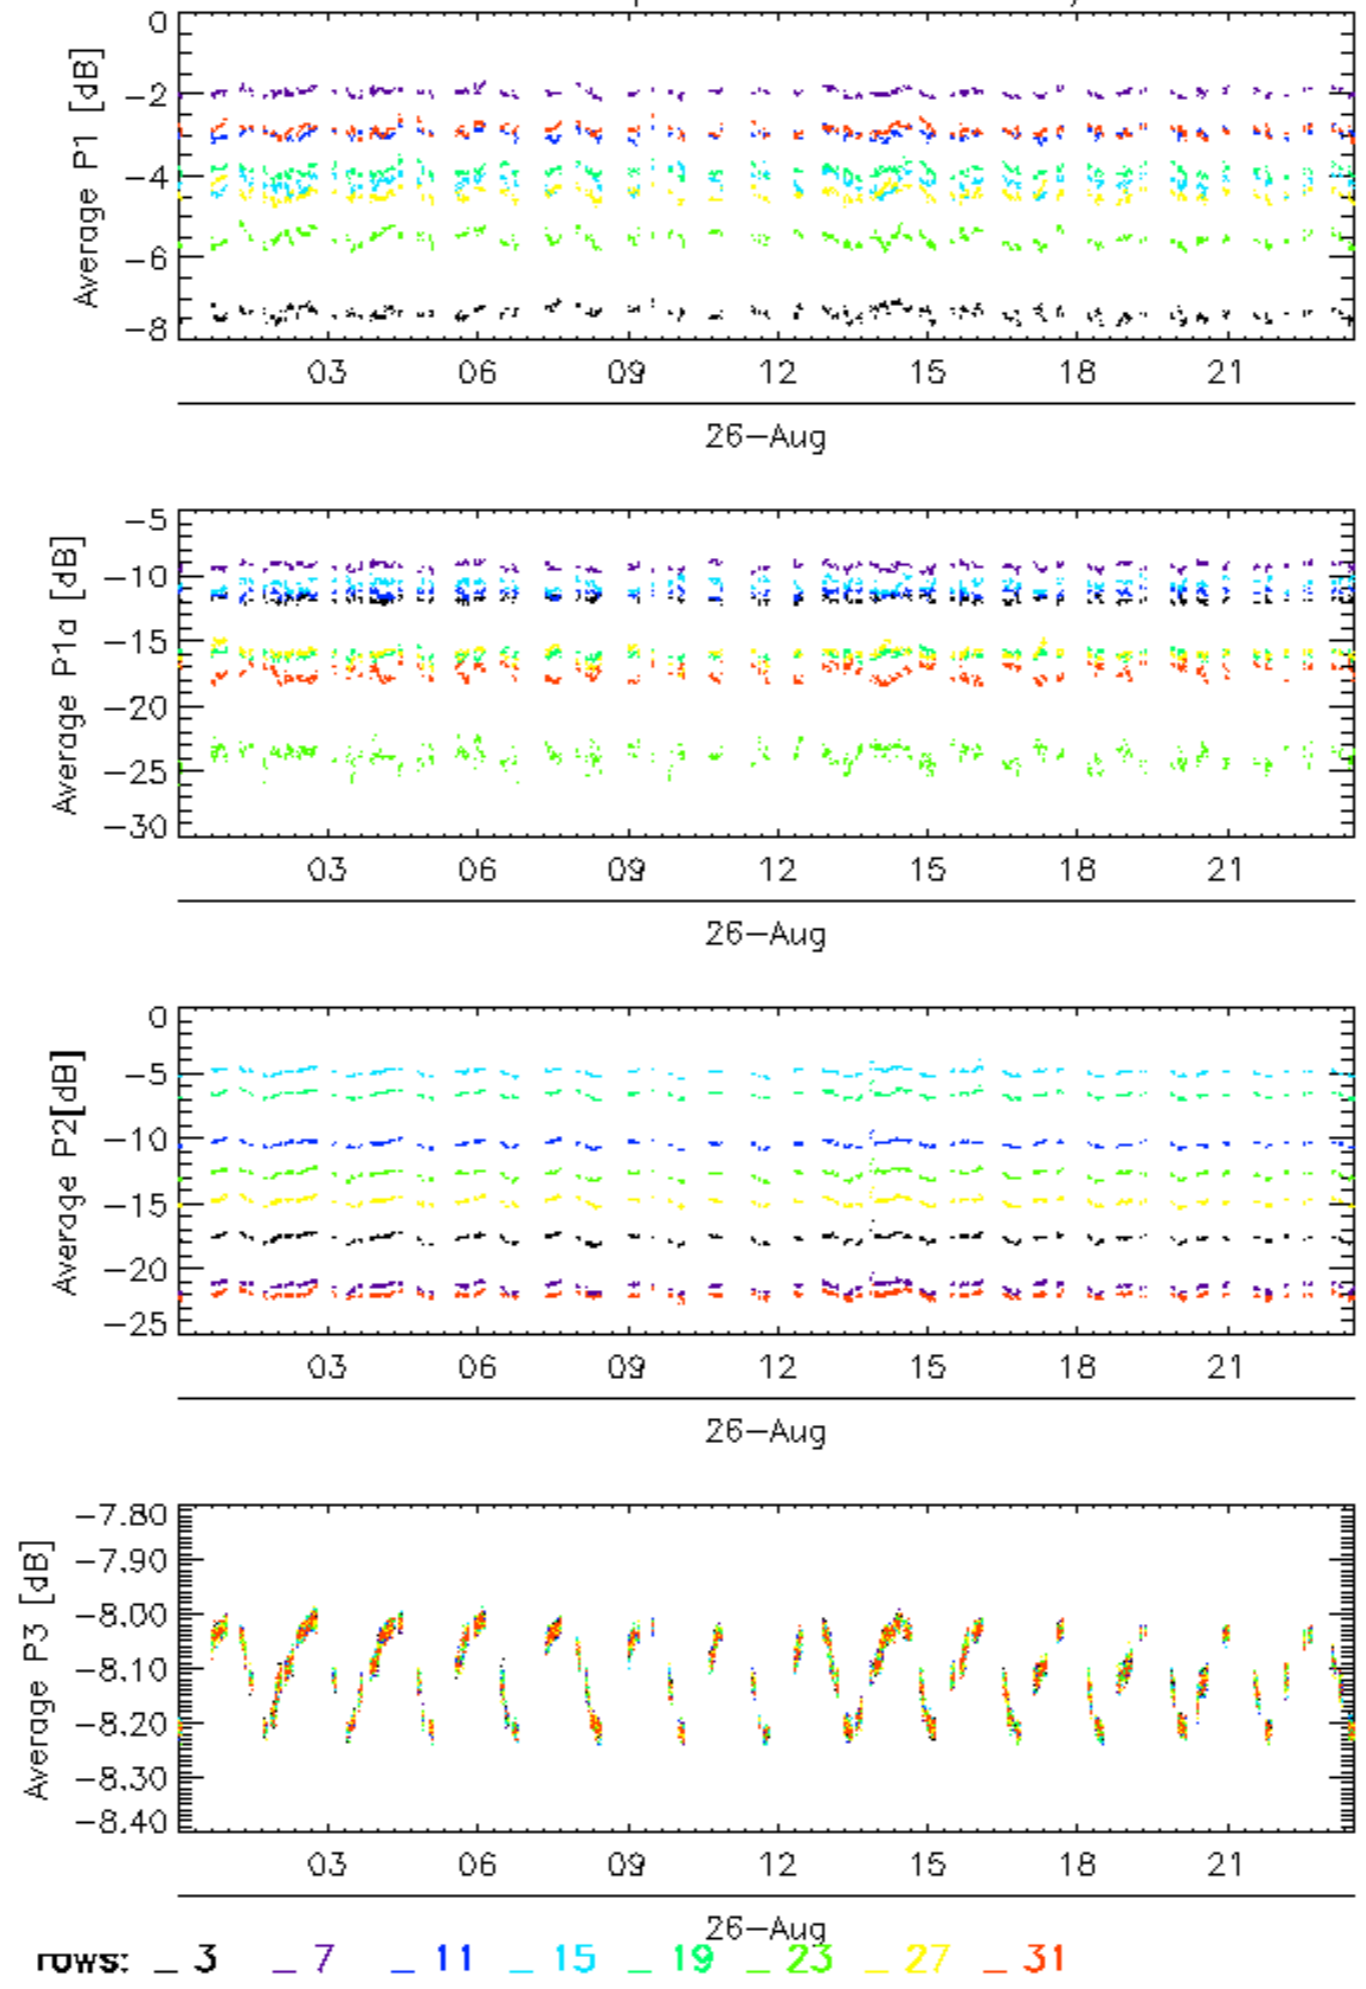 0
-2
-4
-6
-8
Average P1 [dB]
03 06 09 12 15 18 21
26-Aug
-5
-10
-15
-20
-25
-30
Average P1a [dB]
03 06 09 12 15 18 21
26-Aug
0
-5
-10
-15
-20
-25
Average P2[dB]
03 06 09 12 15 18 21
26-Aug
-7.80
-7.90
-8.00
-8.10
-8.20
-8.30
-8.40
Average P3 [dB]
03 06 09 12 15 18 21
26-Aug
rows: _ 3 _ 7 _ 11 _ 15 _ 19 _ 23 _ 27 _ 31